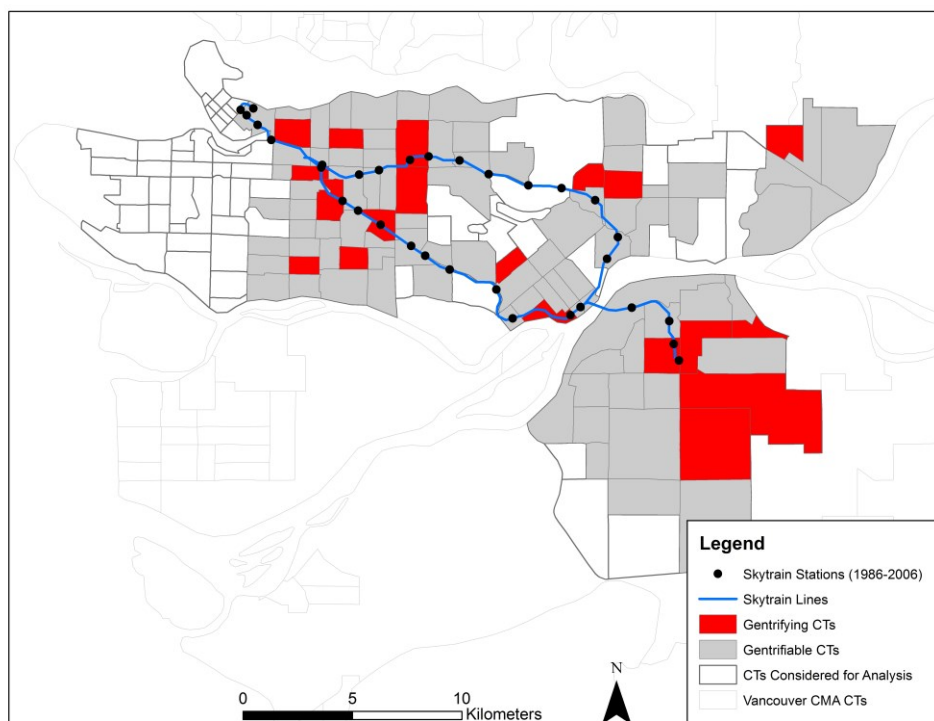 Legend
Skytrain Stations (1986-2006)
Skytrain Lines
Gentrifying CTs
Gentrifiable CTs
CTs Considered for Analysis
Vancouver CMA CTs
0 5 10
Kilometers
N